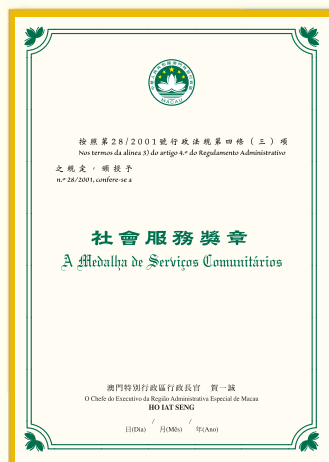 MACAU
按照第28/2001號行政法規第四條（三）項
Nos termos da alínea 3) do artigo 4.º do Regulamento Administrativo
之規定，頒授予
n.º 28/2001, confere-se a
社會服務獎章
A Medalha de Serviços Comunitários
澳門特別行政區行政長官　賀一誠
O Chefe do Executivo da Região Administrativa Especial de Macau
HO IAT SENG
/ /
日(Dia) 月(Mês) 年(Ano)